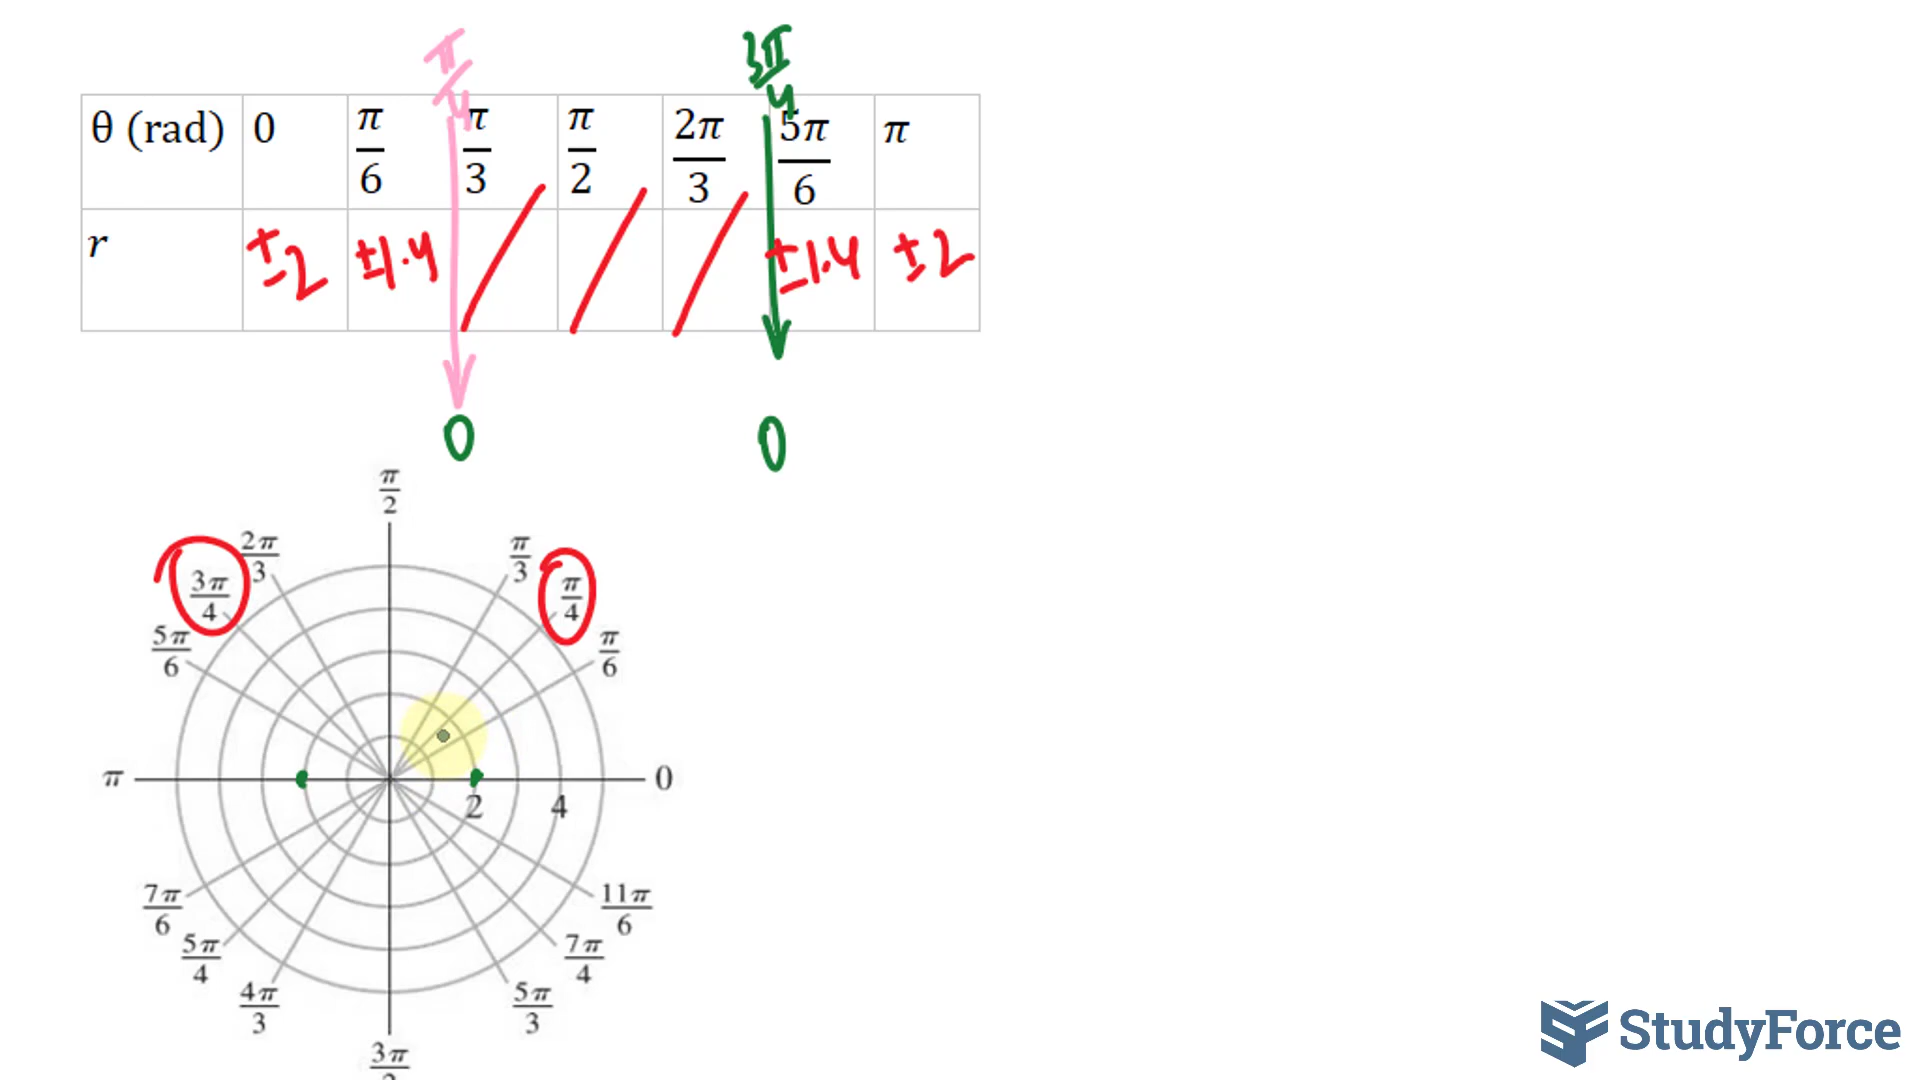 π/4 3π/4
θ (rad) 0 π/6 π/3 π/2 2π/3 5π/6 π
r ±2 ±1.4 ±1.4 ±2
0 0
π/2
2π/3 π/3
3π/4 π/4
5π/6 π/6
π 0
2 4
7π/6 11π/6
5π/4 7π/4
4π/3 5π/3
3π/2
StudyForce